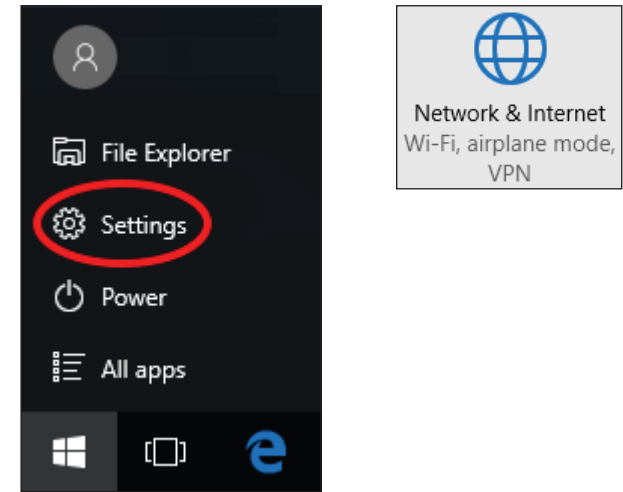 File Explorer
Settings
Power
All apps
Network & Internet
Wi-Fi, airplane mode,
VPN